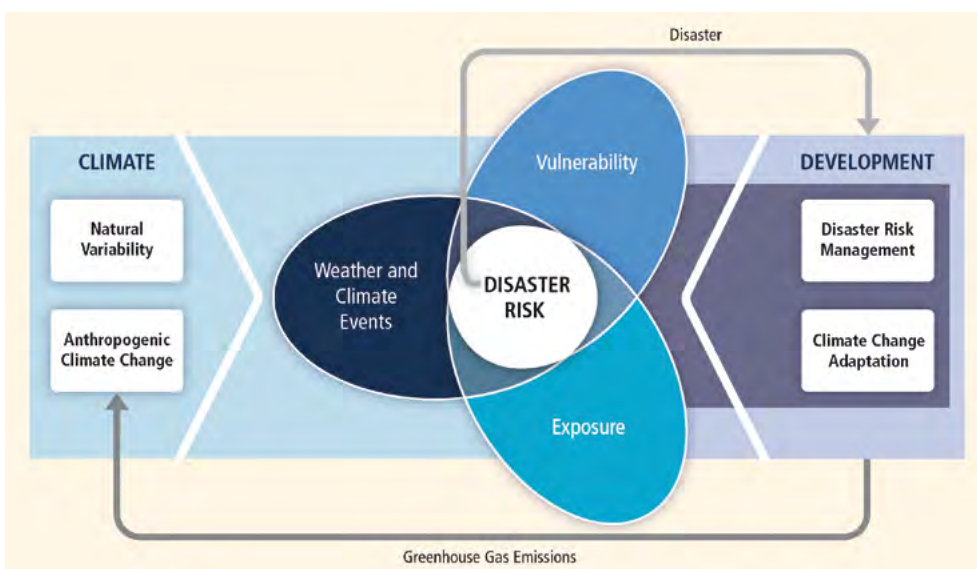 Disaster
CLIMATE
Natural
Variability
Anthropogenic
Climate Change
Vulnerability
Weather and
Climate
Events
DISASTER
RISK
Exposure
DEVELOPMENT
Disaster Risk
Management
Climate Change
Adaptation
Greenhouse Gas Emissions